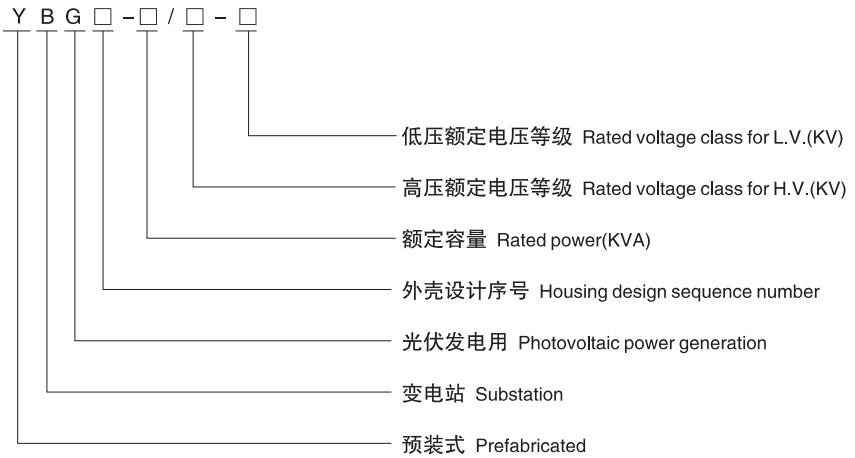 Y B G □ - □ / □ - □
低压额定电压等级 Rated voltage class for L.V.(KV)
高压额定电压等级 Rated voltage class for H.V.(KV)
额定容量 Rated power(KVA)
外壳设计序号 Housing design sequence number
光伏发电用 Photovoltaic power generation
变电站 Substation
预装式 Prefabricated